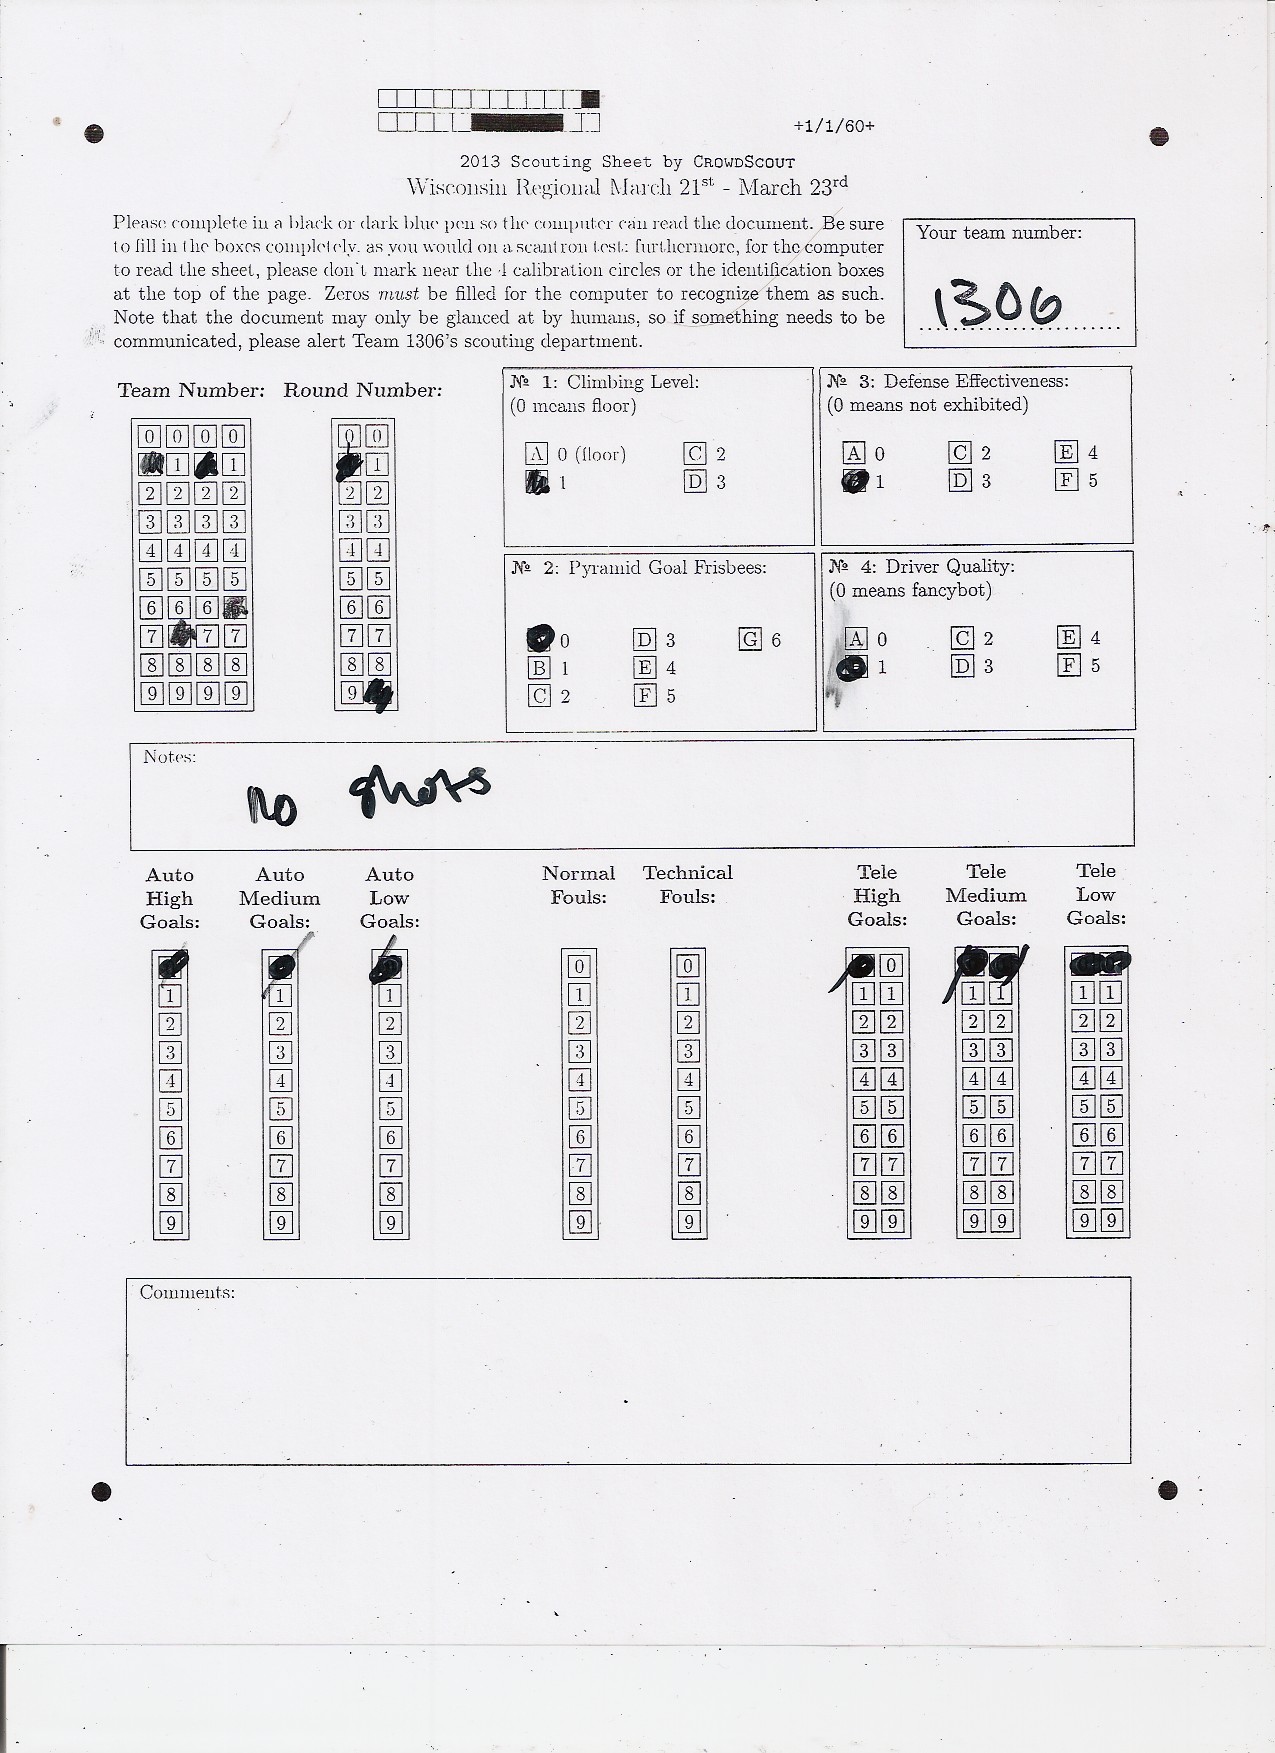 +1/1/60+
2013 Scouting Sheet by CROWDSCOUT
Wisconsin Regional March 21st - March 23rd
Please complete in a black or dark blue pen so the computer can read the document. Be sure
to fill in the boxes completely, as you would on a scantron test; furthermore, for the computer
to read the sheet, please don't mark near the 4 calibration circles or the identification boxes
at the top of the page. Zeros must be filled for the computer to recognize them as such.
Note that the document may only be glanced at by humans, so if something needs to be
communicated, please alert Team 1306's scouting department.
Your team number:
1306
Team Number: Round Number:
0 0 0 0 0 0
1 1 1
2 2 2 2 2 2
3 3 3 3 3 3
4 4 4 4 4 4
5 5 5 5 5 5
6 6 6 6 6
7 7 7 7 7
8 8 8 8 8 8
9 9 9 9 9
№ 1: Climbing Level:
(0 means floor)
A 0 (floor) C 2
1 D 3
№ 3: Defense Effectiveness:
(0 means not exhibited)
A 0 C 2 E 4
1 D 3 F 5
№ 2: Pyramid Goal Frisbees:
0 D 3 G 6
B 1 E 4
C 2 F 5
№ 4: Driver Quality:
(0 means fancybot)
A 0 C 2 E 4
1 D 3 F 5
Notes:
no shots
Auto Auto Auto Normal Technical Tele Tele Tele
High Medium Low Fouls: Fouls: High Medium Low
Goals: Goals: Goals: Goals: Goals: Goals:
0 0 0
1 1 1 1 1 1 1 1 1 1 1
2 2 2 2 2 2 2 2 2 2 2
3 3 3 3 3 3 3 3 3 3 3
4 4 4 4 4 4 4 4 4 4 4
5 5 5 5 5 5 5 5 5 5 5
6 6 6 6 6 6 6 6 6 6 6
7 7 7 7 7 7 7 7 7 7 7
8 8 8 8 8 8 8 8 8 8 8
9 9 9 9 9 9 9 9 9 9 9
Comments: